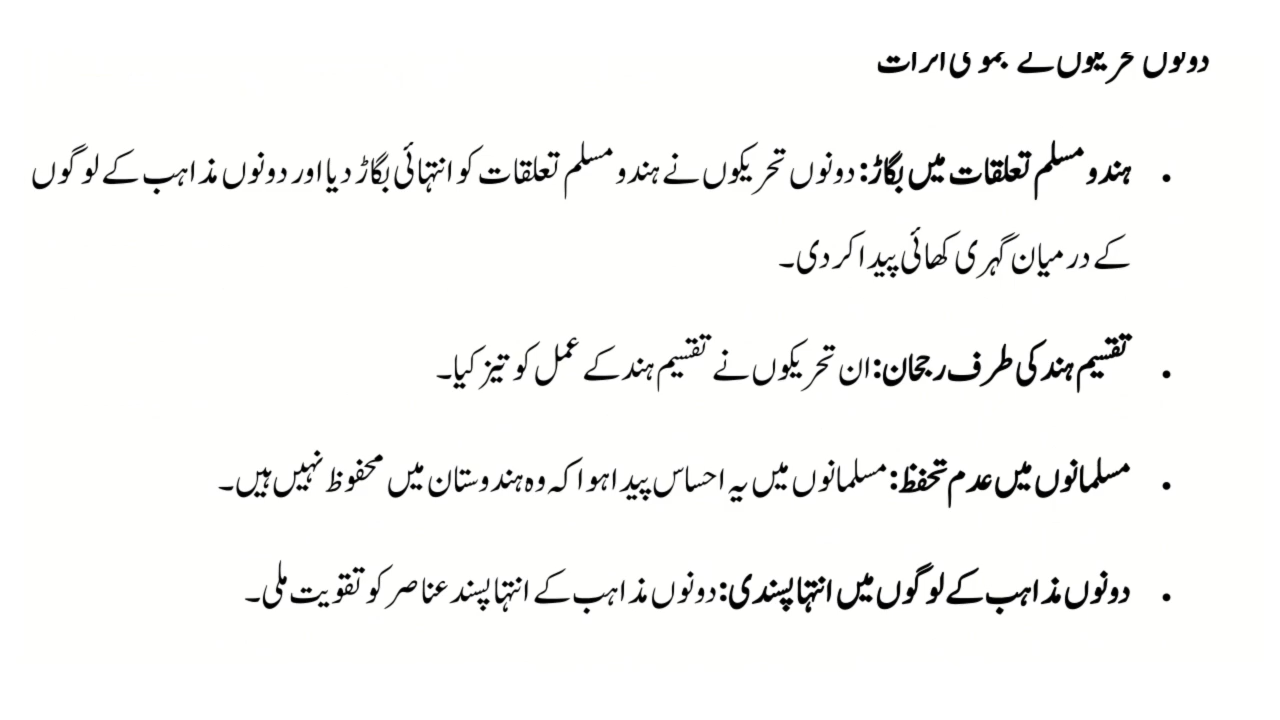 دونوں تحریکوں کے مجموعی اثرات
• ہندو مسلم تعلقات میں بگاڑ: دونوں تحریکوں نے ہندو مسلم تعلقات کو انتہائی بگاڑ دیا اور دونوں مذاہب کے لوگوں
کے درمیان گہری کھائی پیدا کر دی۔
• تقسیم ہند کی طرف رجحان: ان تحریکوں نے تقسیم ہند کے عمل کو تیز کیا۔
• مسلمانوں میں عدم تحفظ: مسلمانوں میں یہ احساس پیدا ہوا کہ وہ ہندوستان میں محفوظ نہیں ہیں۔
• دونوں مذاہب کے لوگوں میں انتہا پسندی: دونوں مذاہب کے انتہا پسند عناصر کو تقویت ملی۔